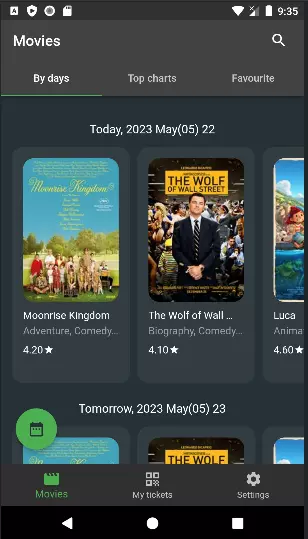 9:35
Movies
By days
Top charts
Favourite
Today, 2023 May(05) 22
Moonrise Kingdom
THE WOLF
OF WALL STREET
Moonrise Kingdom
The Wolf of Wall ...
Luca
Adventure, Comedy...
Biography, Comedy...
Anima
4.20★
4.10★
4.60★
Tomorrow, 2023 May(05) 23
Movies
My tickets
Settings